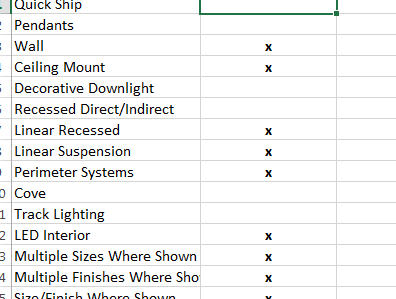 Quick Ship
Pendants
Wall x
Ceiling Mount x
Decorative Downlight
Recessed Direct/Indirect
Linear Recessed x
Linear Suspension x
Perimeter Systems x
Cove
Track Lighting
LED Interior x
Multiple Sizes Where Shown x
Multiple Finishes Where Sho x
Size/Finish Where Shown x